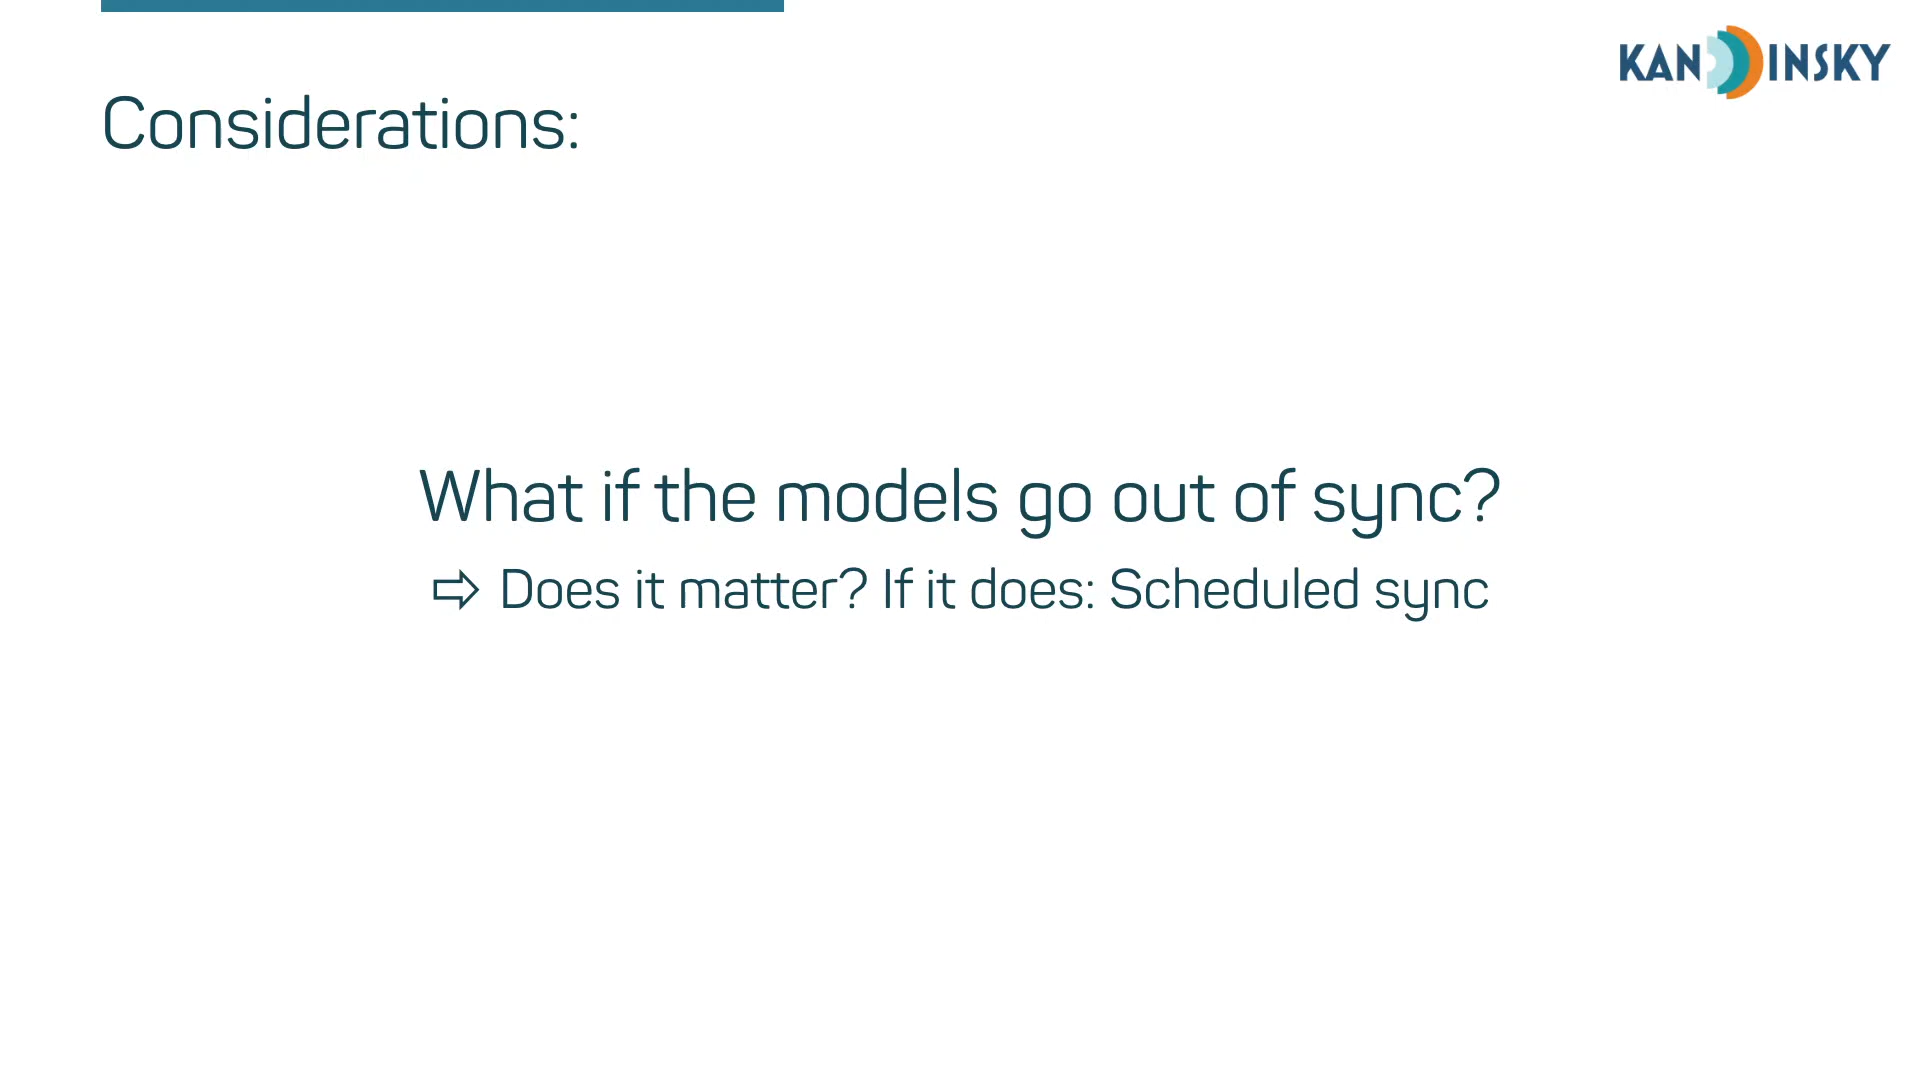 KANDINSKY
Considerations:
What if the models go out of sync?
⇨ Does it matter? If it does: Scheduled sync